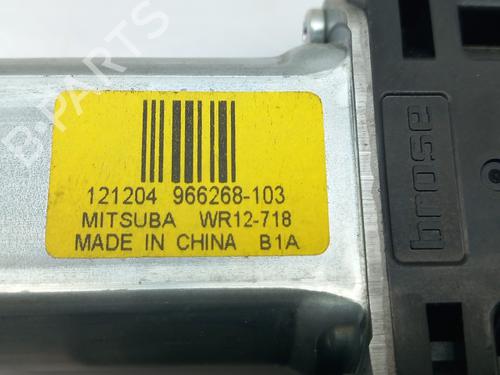 121204 966268-103
MITSUBA WR12-718
MADE IN CHINA B1A
brose
B-PARTS